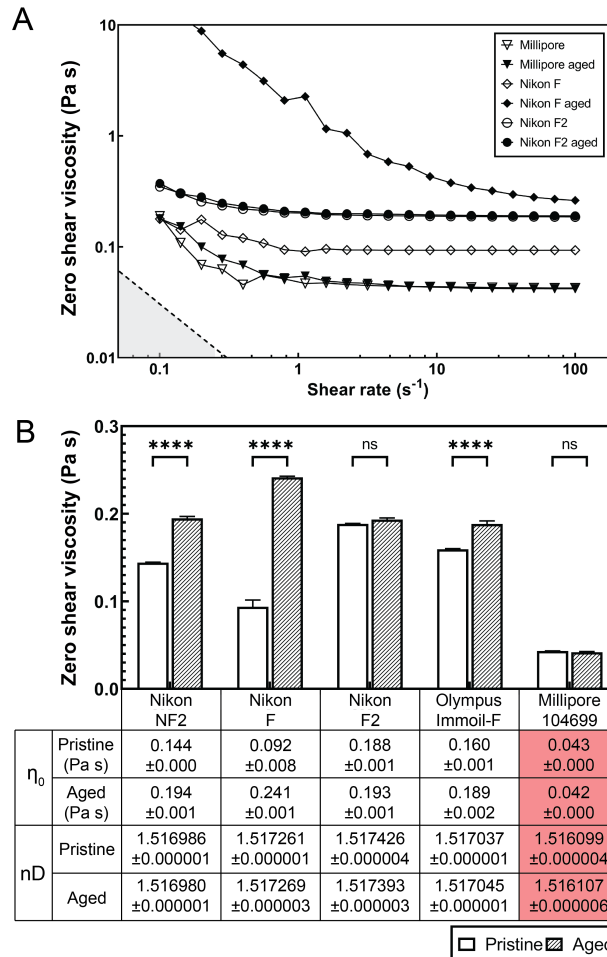 A
Zero shear viscosity (Pa s)
10
1
0.1
0.01
0.1
1
10
100
Shear rate (s⁻¹)
Millipore
Millipore aged
Nikon F
Nikon F aged
Nikon F2
Nikon F2 aged
B
Zero shear viscosity (Pa s)
0.3
0.2
0.1
0.0
**** **** ns **** ns
Nikon Nikon Nikon Olympus Millipore
NF2 F F2 Immoil-F 104699
η₀
Pristine 0.144 0.092 0.188 0.160 0.043
(Pa s) ±0.000 ±0.008 ±0.001 ±0.001 ±0.000
Aged 0.194 0.241 0.193 0.189 0.042
(Pa s) ±0.001 ±0.001 ±0.001 ±0.002 ±0.000
nD
Pristine 1.516986 1.517261 1.517426 1.517037 1.516099
±0.000001 ±0.000001 ±0.000004 ±0.000001 ±0.000004
Aged 1.516980 1.517269 1.517393 1.517045 1.516107
±0.000001 ±0.000003 ±0.000003 ±0.000001 ±0.000006
Pristine Aged